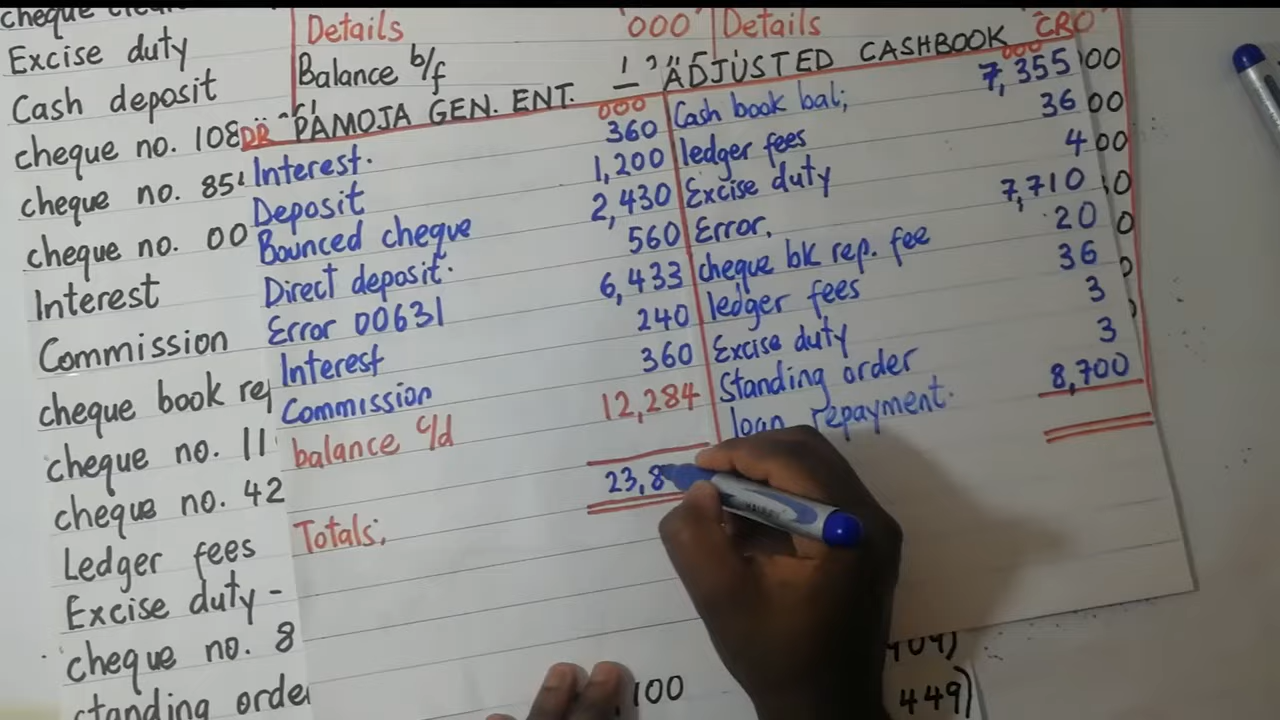 Excise duty
Cash deposit
cheque no. 108
cheque no. 85
cheque no. 00
Interest
Commission
cheque book re
cheque no. 11
cheque no. 42
Ledger fees
Excise duty -
cheque no. 8
standing orde
Details '000' Details
Balance b/f
DR PAMOJA GEN. ENT. ADJUSTED CASHBOOK CR
000 000
Interest. 360 Cash book bal; 7,355
Deposit 1,200 ledger fees 36
Bounced cheque 2,430 Excise duty 4
Direct deposit. 560 Error. 7,710
Error 00631 6,433 cheque bk rep. fee 20
Interest 240 ledger fees 36
Commission 360 Excise duty 3
balance c/d 12,284 Standing order 3
loan repayment. 8,700
Totals; 23,8
100
449)